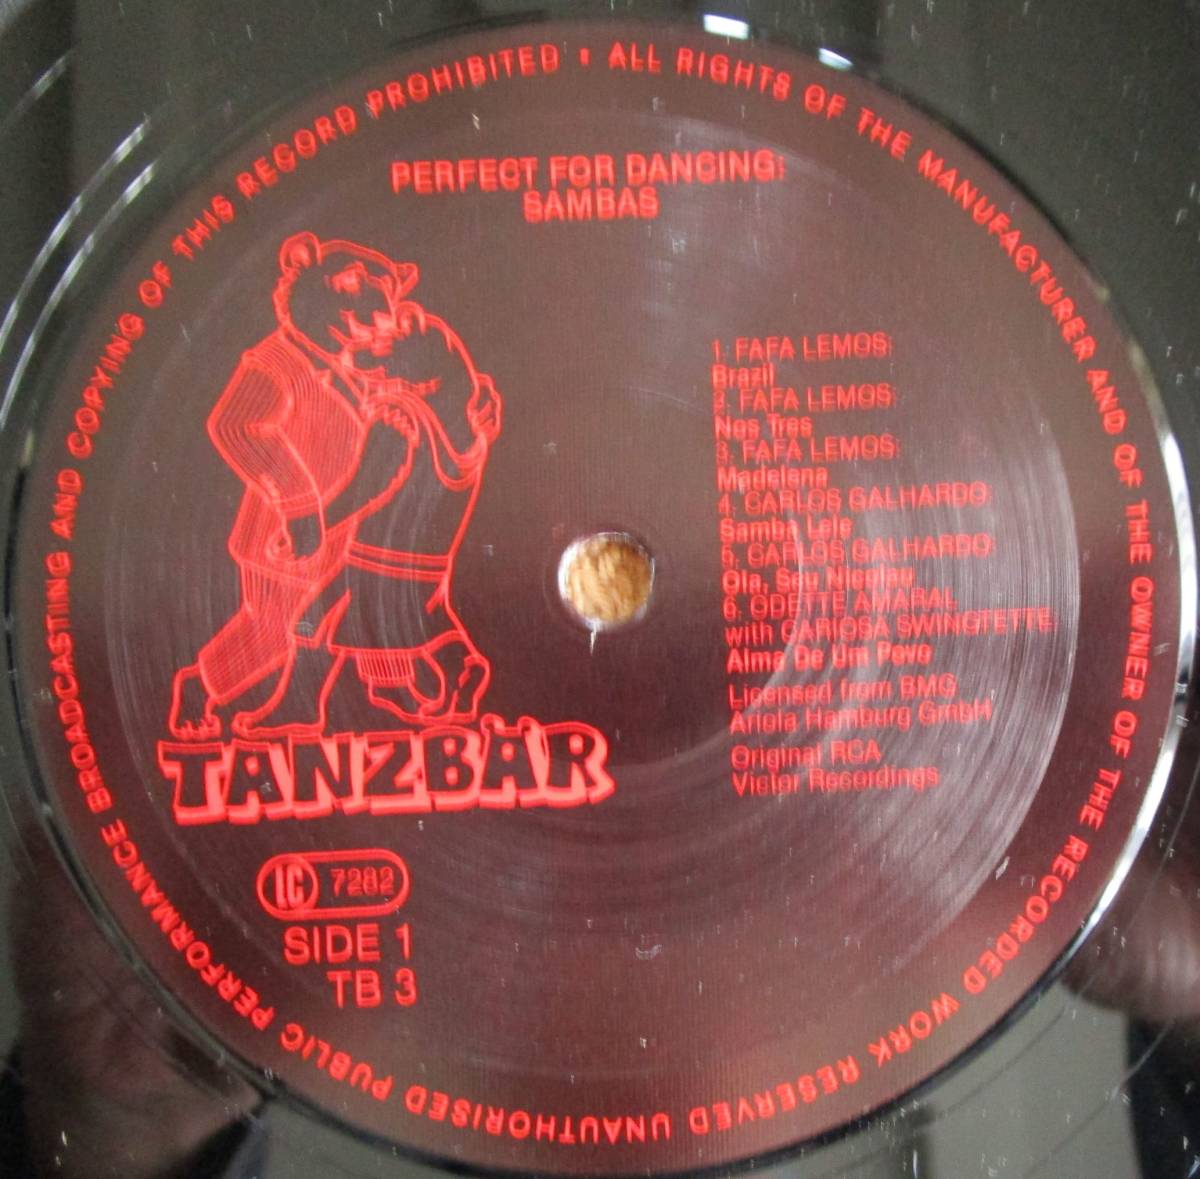 ALL RIGHTS OF THE MANUFACTURER AND OF THE OWNER OF THE RECORDED WORK RESERVED UNAUTHORISED PUBLIC PERFORMANCE BROADCASTING AND COPYING OF THIS RECORD PROHIBITED •
PERFECT FOR DANCING:
SAMBAS
1. FAFA LEMOS:
Brazil
2. FAFA LEMOS:
Nos Tres
3. FAFA LEMOS:
Madelena
4. CARLOS GALHARDO:
Samba Lele
5. CARLOS GALHARDO:
Ola, Seu Nicolau
6. ODETTE AMARAL
with CARIOSA SWINGTETTE
Alma De Um Povo
Licensed from BMG
Ariola Hamburg GmbH
Original RCA
Victor Recordings
TANZBÄR
LC 7282
SIDE 1
TB 3